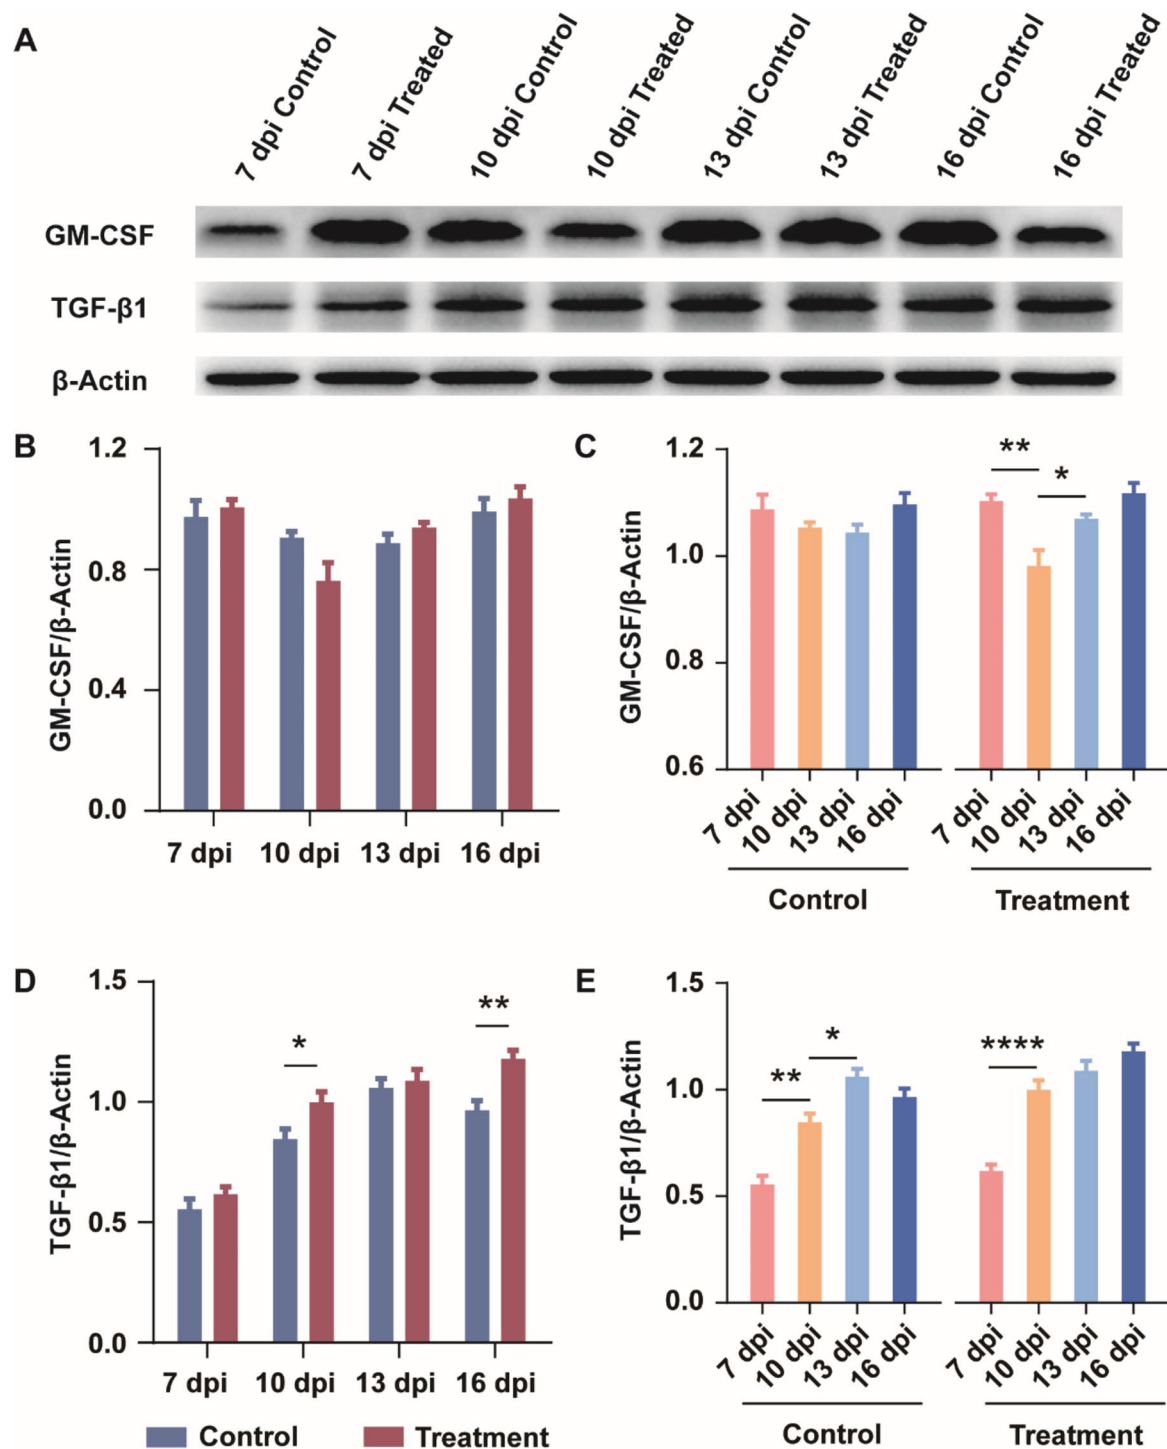 A
7 dpi Control
7 dpi Treated
10 dpi Control
10 dpi Treated
13 dpi Control
13 dpi Treated
16 dpi Control
16 dpi Treated
GM-CSF
TGF-β1
β-Actin
B
GM-CSF/β-Actin
1.2
0.8
0.4
0.0
7 dpi 10 dpi 13 dpi 16 dpi
C
GM-CSF/β-Actin
1.2
1.0
0.8
0.6
**
*
7 dpi
10 dpi
13 dpi
16 dpi
7 dpi
10 dpi
13 dpi
16 dpi
Control
Treatment
D
TGF-β1/β-Actin
1.5
1.0
0.5
0.0
*
**
7 dpi 10 dpi 13 dpi 16 dpi
Control Treatment
E
TGF-β1/β-Actin
1.5
1.0
0.5
0.0
**
*
****
7 dpi
10 dpi
13 dpi
16 dpi
7 dpi
10 dpi
13 dpi
16 dpi
Control
Treatment